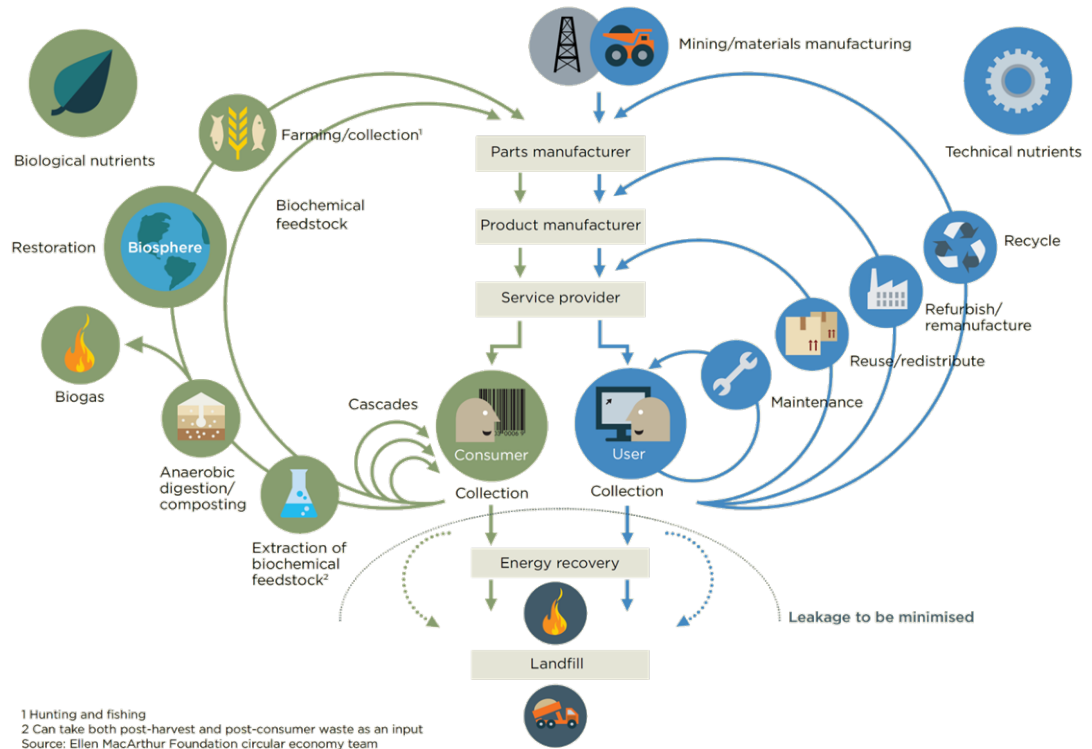 Mining/materials manufacturing
Biological nutrients
Technical nutrients
Farming/collection¹
Parts manufacturer
Biochemical
feedstock
Product manufacturer
Restoration
Biosphere
Recycle
Service provider
Refurbish/
remanufacture
Reuse/redistribute
Biogas
Cascades
Maintenance
Consumer
User
Anaerobic
digestion/
composting
Collection
Collection
Extraction of
biochemical
feedstock²
Energy recovery
Leakage to be minimised
Landfill
1 Hunting and fishing
2 Can take both post-harvest and post-consumer waste as an input
Source: Ellen MacArthur Foundation circular economy team